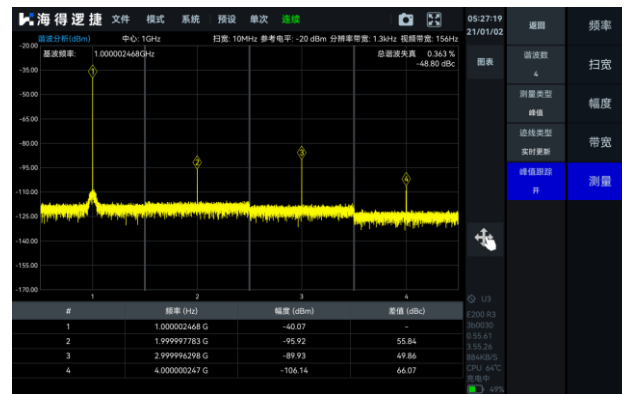 海得逻捷 文件 模式 系统 预设 单次 连续
05:27:19
21/01/02
谐波分析(dBm) 中心: 1GHz 扫宽: 10MHz 参考电平: -20 dBm 分辨率带宽: 1.3kHz 视频带宽: 156Hz
基波频率: 1.000002468GHz
总谐波失真 0.363 %
-48.80 dBc
-20.00
-35.00
-50.00
-65.00
-80.00
-95.00
-110.00
-125.00
-140.00
-155.00
-170.00
1
2
3
4
1 2 3 4
# 频率 (Hz) 幅度 (dBm) 差值 (dBc)
1 1.000002468 G -40.07 -
2 1.999997783 G -95.92 55.84
3 2.999996298 G -89.93 49.86
4 4.000000247 G -106.14 66.07
图表
U3
E200 R3
3b0030
0.55.61
3.55.26
884KB/S
CPU 64℃
充电中
49%
返回
谐波数
4
测量类型
峰值
迹线类型
实时更新
峰值跟踪
开
频率
扫宽
幅度
带宽
测量